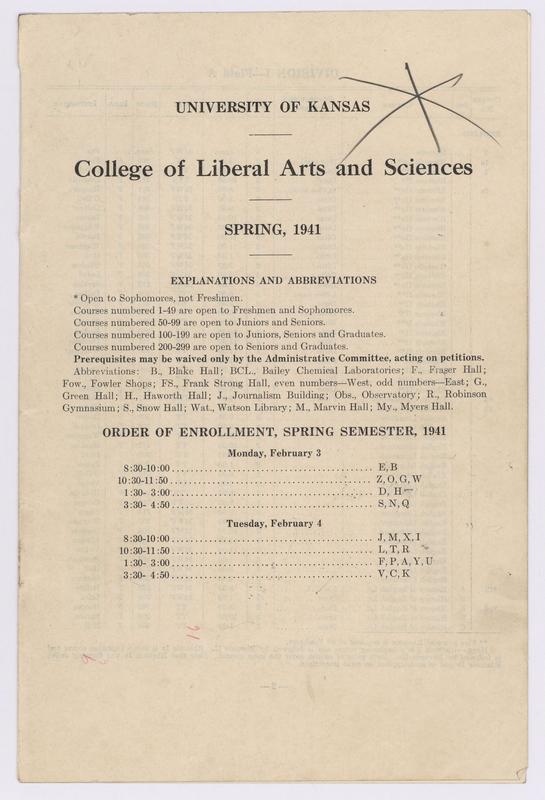 UNIVERSITY OF KANSAS
College of Liberal Arts and Sciences
SPRING, 1941
EXPLANATIONS AND ABBREVIATIONS
* Open to Sophomores, not Freshmen.
Courses numbered 1-49 are open to Freshmen and Sophomores.
Courses numbered 50-99 are open to Juniors and Seniors.
Courses numbered 100-199 are open to Juniors, Seniors and Graduates.
Courses numbered 200-299 are open to Seniors and Graduates.
Prerequisites may be waived only by the Administrative Committee, acting on petitions.
Abbreviations: B., Blake Hall; BCL., Bailey Chemical Laboratories; F., Fraser Hall;
Fow., Fowler Shops; FS., Frank Strong Hall, even numbers—West, odd numbers—East; G.,
Green Hall; H., Haworth Hall; J., Journalism Building; Obs., Observatory; R., Robinson
Gymnasium; S., Snow Hall; Wat., Watson Library; M., Marvin Hall; My., Myers Hall.
ORDER OF ENROLLMENT, SPRING SEMESTER, 1941
Monday, February 3
8:30-10:00 ........................................ E, B
10:30-11:50 ........................................ Z, O, G, W
1:30- 3:00 ........................................ D, H
3:30- 4:50 ........................................ S, N, Q
Tuesday, February 4
8:30-10:00 ........................................ J, M, X, I
10:30-11:50 ........................................ L, T, R
1:30- 3:00 ........................................ F, P, A, Y, U
3:30- 4:50 ........................................ V, C, K